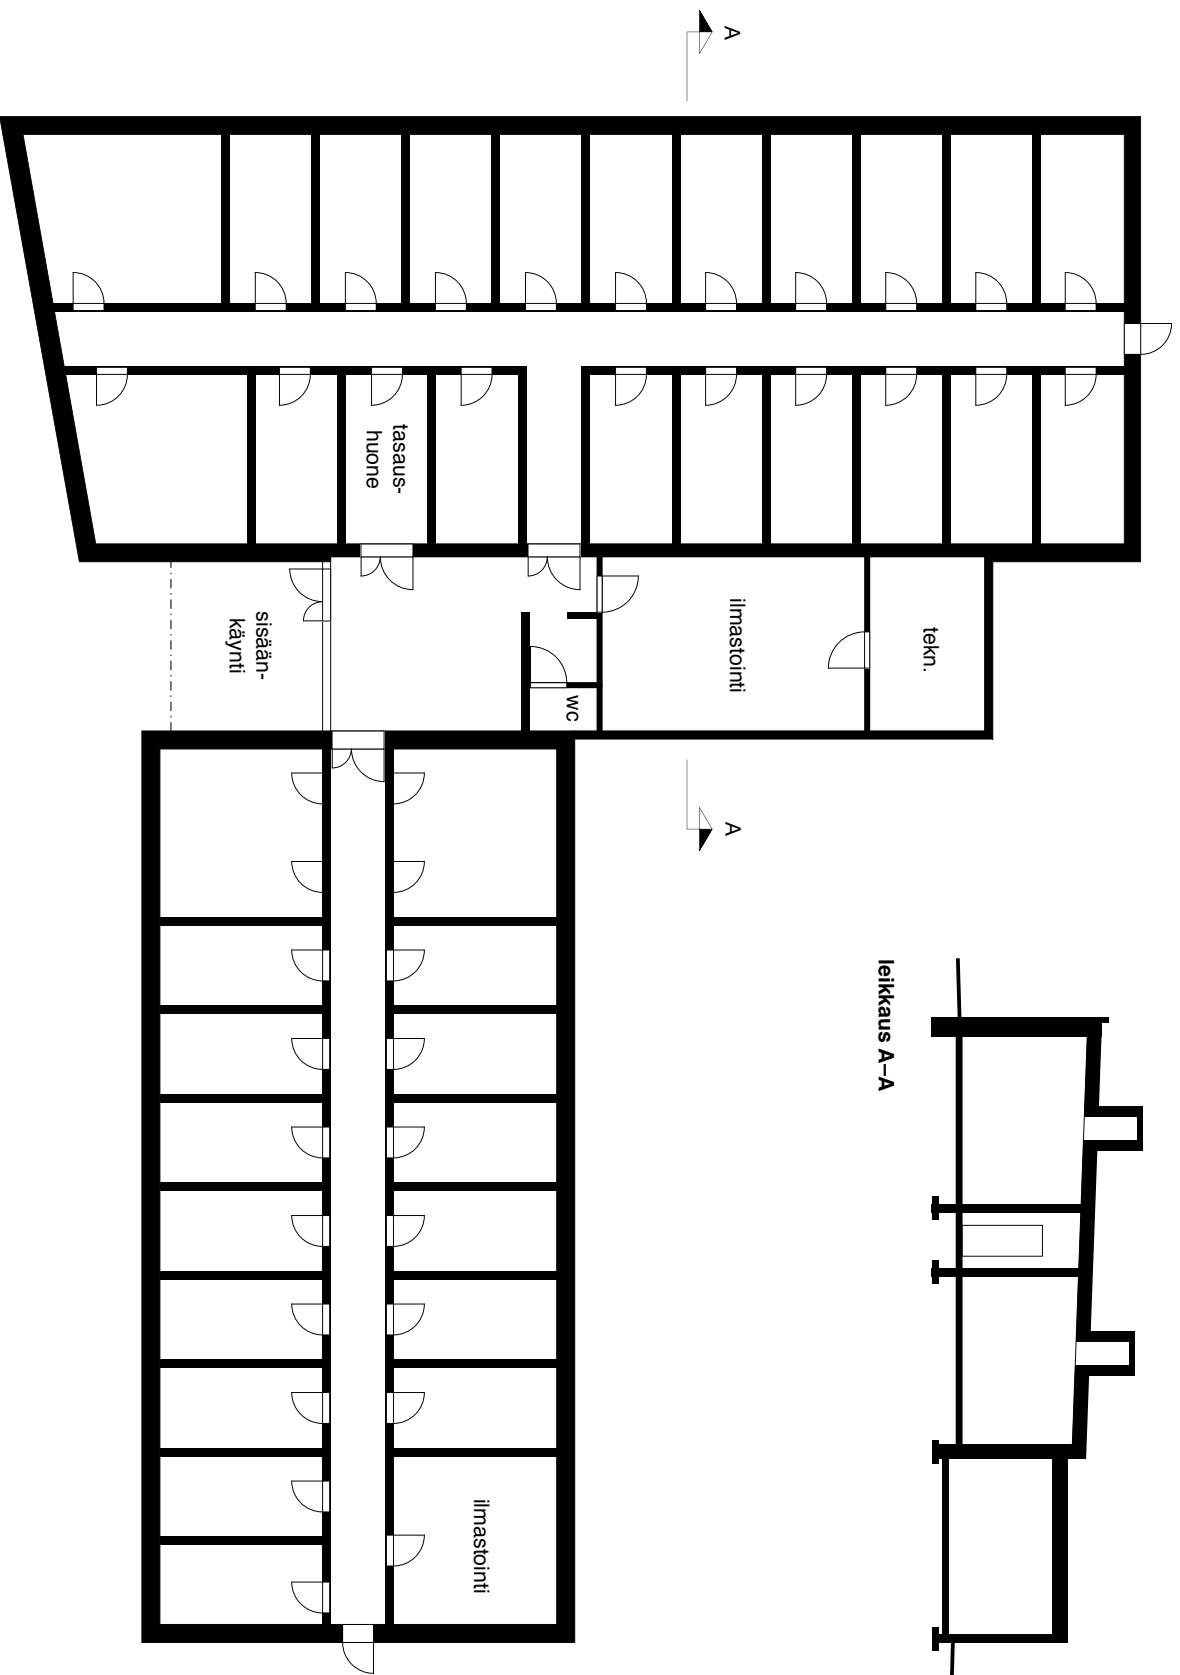 A
tasaus-
huone
sisään-
käynti
ilmastointi
tekn.
wc
A
leikkaus A–A
ilmastointi